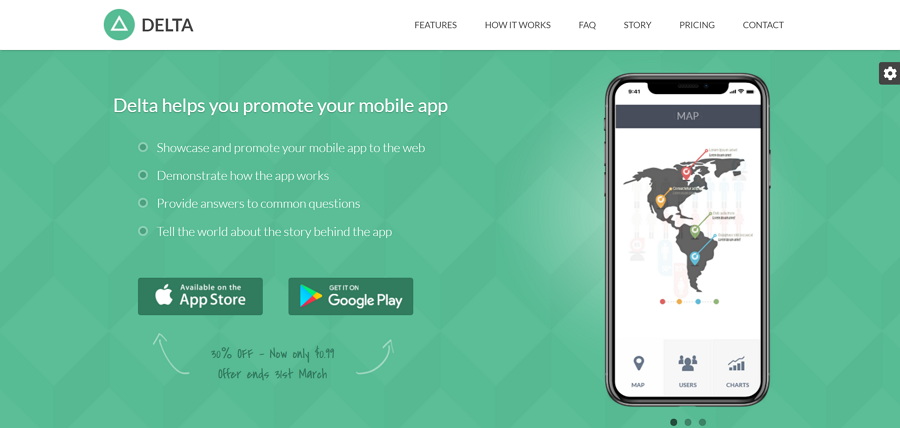 DELTA
FEATURES
HOW IT WORKS
FAQ
STORY
PRICING
CONTACT
Delta helps you promote your mobile app
Showcase and promote your mobile app to the web
Demonstrate how the app works
Provide answers to common questions
Tell the world about the story behind the app
Available on the
App Store
GET IT ON
Google Play
30% OFF - Now only $0.99
Offer ends 31st March
9:41
MAP
MAP
USERS
CHARTS